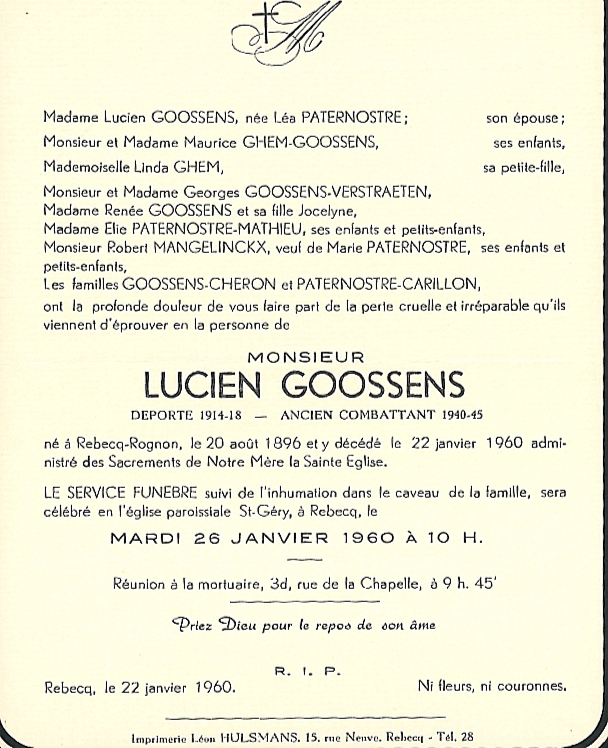 Madame Lucien GOOSSENS, née Léa PATERNOSTRE; son épouse;
Monsieur et Madame Maurice GHEM-GOOSSENS, ses enfants,
Mademoiselle Linda GHEM, sa petite-fille,
Monsieur et Madame Georges GOOSSENS-VERSTRAETEN,
Madame Renée GOOSSENS et sa fille Jocelyne,
Madame Elie PATERNOSTRE-MATHIEU, ses enfants et petits-enfants,
Monsieur Robert MANGELINCKX, veuf de Marie PATERNOSTRE, ses enfants et
petits-enfants,
Les familles GOOSSENS-CHERON et PATERNOSTRE-CARILLON,
ont la profonde douleur de vous faire part de la perte cruelle et irréparable qu'ils
viennent d'éprouver en la personne de
MONSIEUR
LUCIEN GOOSSENS
DEPORTE 1914-18 — ANCIEN COMBATTANT 1940-45
né à Rebecq-Rognon, le 20 août 1896 et y décédé le 22 janvier 1960 admi-
nistré des Sacrements de Notre Mère la Sainte Eglise.
LE SERVICE FUNEBRE suivi de l'inhumation dans le caveau de la famille, sera
célébré en l'église paroissiale St-Géry, à Rebecq, le
MARDI 26 JANVIER 1960 À 10 H.
Réunion à la mortuaire, 3d, rue de la Chapelle, à 9 h. 45'
Priez Dieu pour le repos de son âme
R. I. P.
Rebecq, le 22 janvier 1960. Ni fleurs, ni couronnes.
Imprimerie Léon HULSMANS, 15, rue Neuve, Rebecq - Tél. 28